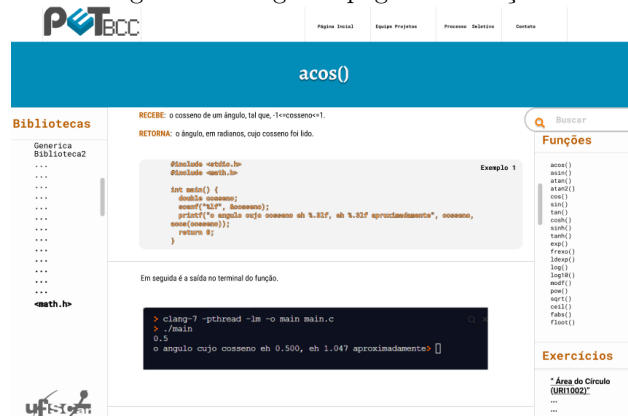 PET BCC
Página Inicial
Equipe Projetos
Processo Seletivo
Contato
acos()
Bibliotecas
Generica
Biblioteca2
...
...
...
...
...
...
...
...
...
...
...
...
...
<math.h>
ufscar
RECEBE: o cosseno de um ângulo, tal que, -1<=cosseno<=1.
RETORNA: o ângulo, em radianos, cujo cosseno foi lido.
Exemplo 1
#include <stdio.h>
#include <math.h>
int main() {
double cosseno;
scanf("%lf", &cosseno);
printf("o angulo cujo cosseno eh %.3lf, eh %.3lf aproximadamente", cosseno,
acos(cosseno));
return 0;
}
Em seguida é a saída no terminal do função.
> clang-7 -pthread -lm -o main main.c
> ./main
0.5
o angulo cujo cosseno eh 0.500, eh 1.047 aproximadamente>
Buscar
Funções
acos()
asin()
atan()
atan2()
cos()
sin()
tan()
cosh()
sinh()
tanh()
exp()
frexo()
ldexp()
log()
log10()
modf()
pow()
sqrt()
ceil()
fabs()
floot()
Exercícios
" Área do Círculo
(URI1002)"
...
...